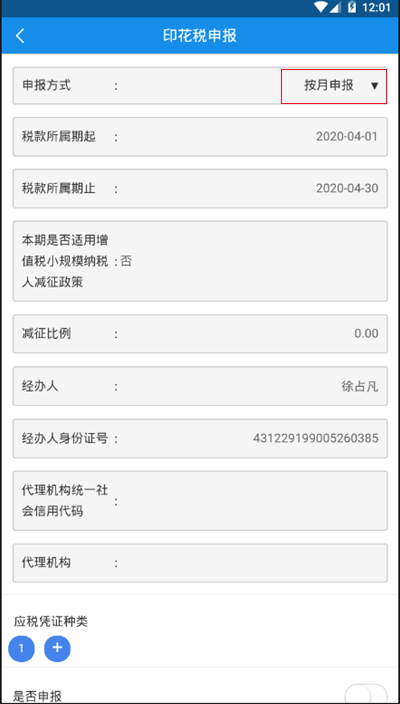 12:01
印花税申报
申报方式 : 按月申报 ▼
税款所属期起 : 2020-04-01
税款所属期止 : 2020-04-30
本期是否适用增
值税小规模纳税 : 否
人减征政策
减征比例 : 0.00
经办人 : 徐占凡
经办人身份证号 : 431229199005260385
代理机构统一社 :
会信用代码
代理机构 :
应税凭证种类
1 +
是否申报